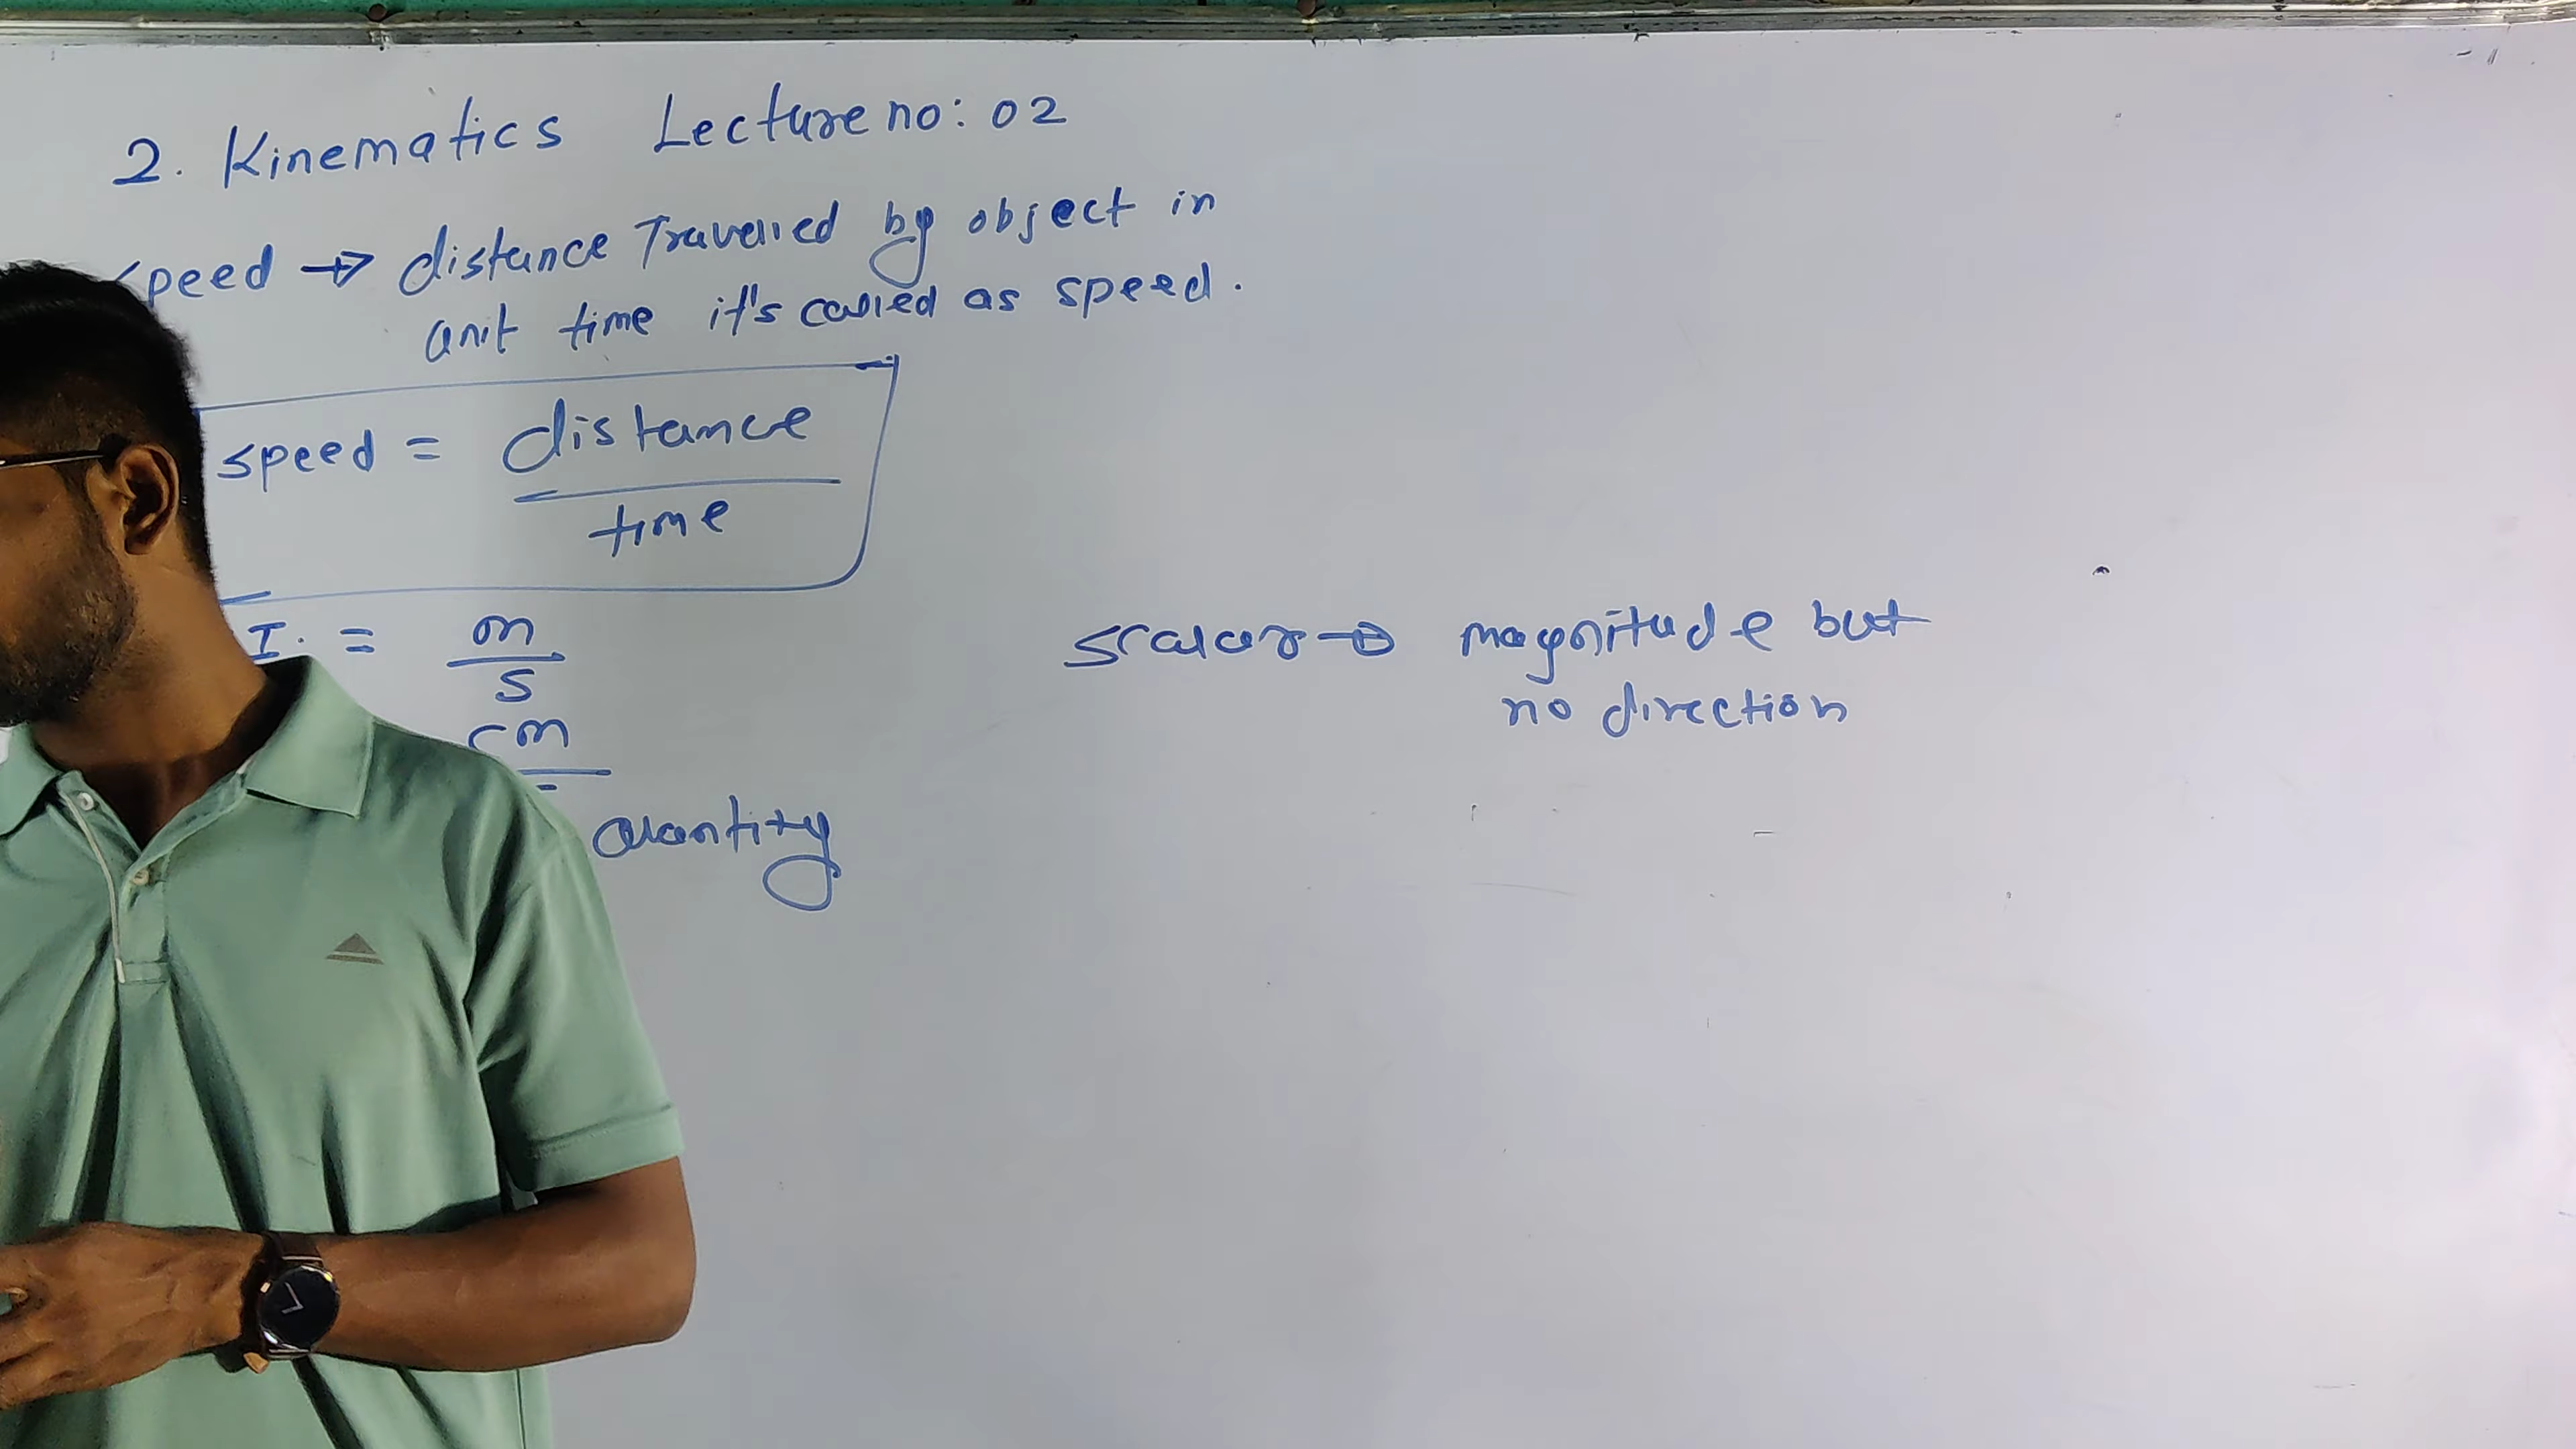 2. Kinematics Lecture no: 02
speed → distance Travelled by object in
unit time it's called as speed.
speed = distance
time
I. = m
s
cm
quantity
scalar → magnitude but
no direction